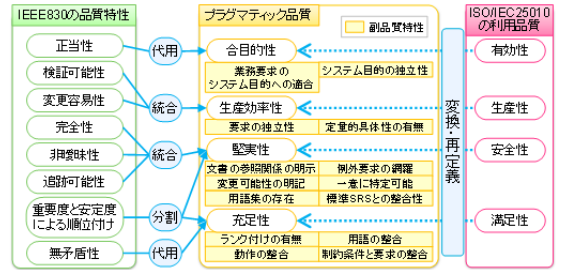 IEEE830の品質特性
正当性
検証可能性
変更容易性
完全性
非曖昧性
追跡可能性
重要度と安定度
による順位付け
無矛盾性
代用
統合
統合
分割
代用
プラグマティック品質
副品質特性
合目的性
業務要求の
システム目的への適合
システム目的の独立性
生産効率性
要求の独立性
定量的具体性の有無
堅実性
文書の参照関係の明示
例外要求の網羅
変更可能性の明記
一意に特定可能
用語集の存在
標準SRSとの整合性
充足性
ランク付けの有無
用語の整合
動作の整合
制約条件と要求の整合
変換・再定義
ISO/IEC25010
の利用品質
有効性
生産性
安全性
満足性